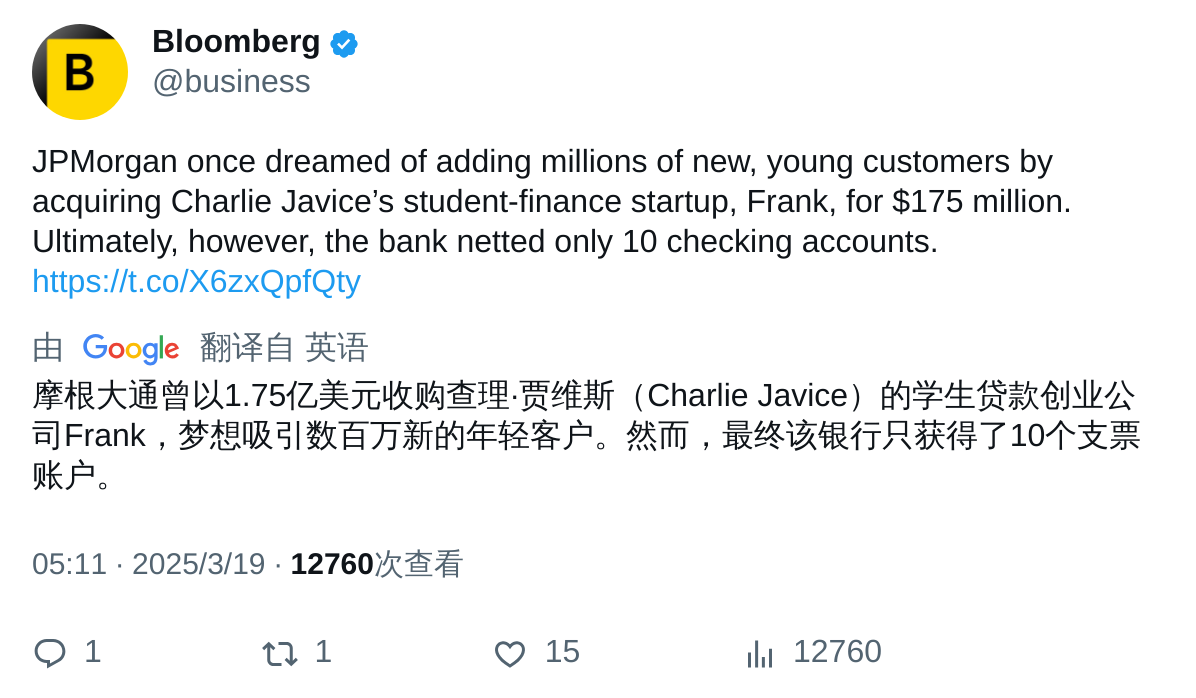 B
Bloomberg
@business
JPMorgan once dreamed of adding millions of new, young customers by
acquiring Charlie Javice’s student-finance startup, Frank, for $175 million.
Ultimately, however, the bank netted only 10 checking accounts.
https://t.co/X6zxQpfQty
由 Google 翻译自 英语
摩根大通曾以1.75亿美元收购查理·贾维斯（Charlie Javice）的学生贷款创业公
司Frank，梦想吸引数百万新的年轻客户。然而，最终该银行只获得了10个支票
账户。
05:11 · 2025/3/19 · 12760次查看
1 1 15 12760